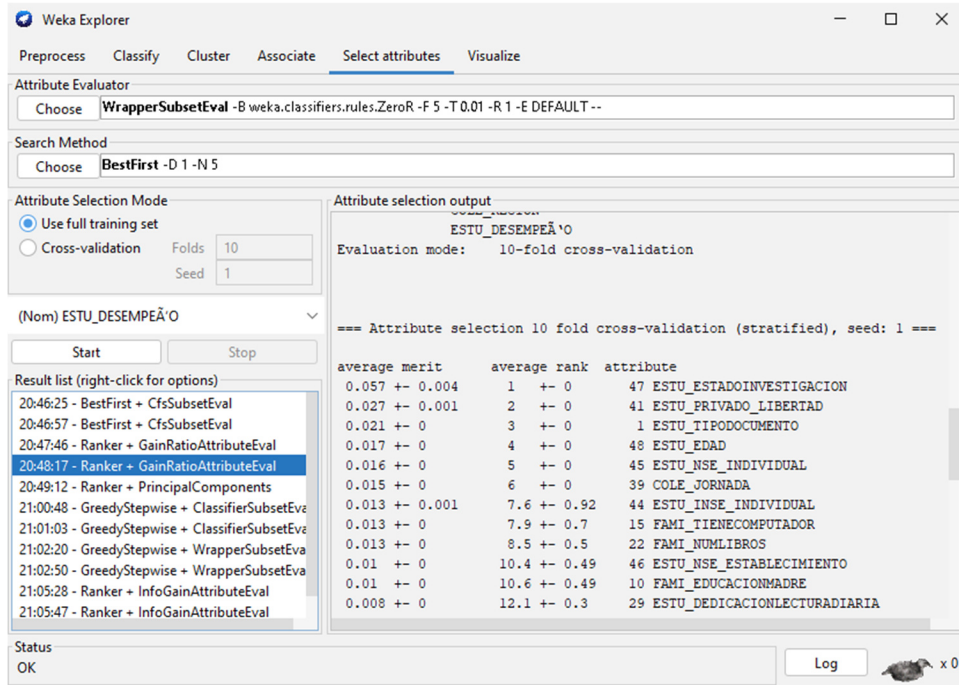 Weka Explorer
Preprocess Classify Cluster Associate Select attributes Visualize
Attribute Evaluator
Choose WrapperSubsetEval -B weka.classifiers.rules.ZeroR -F 5 -T 0.01 -R 1 -E DEFAULT --
Search Method
Choose BestFirst -D 1 -N 5
Attribute Selection Mode
Use full training set
Cross-validation Folds 10
Seed 1
(Nom) ESTU_DESEMPEÃ‘O
Start Stop
Result list (right-click for options)
20:46:25 - BestFirst + CfsSubsetEval
20:46:57 - BestFirst + CfsSubsetEval
20:47:46 - Ranker + GainRatioAttributeEval
20:48:17 - Ranker + GainRatioAttributeEval
20:49:12 - Ranker + PrincipalComponents
21:00:48 - GreedyStepwise + ClassifierSubsetEva
21:01:03 - GreedyStepwise + ClassifierSubsetEva
21:02:20 - GreedyStepwise + WrapperSubsetEva
21:02:50 - GreedyStepwise + WrapperSubsetEva
21:05:28 - Ranker + InfoGainAttributeEval
21:05:47 - Ranker + InfoGainAttributeEval
Attribute selection output
ESTU_DESEMPEÃ‘O
Evaluation mode: 10-fold cross-validation
=== Attribute selection 10 fold cross-validation (stratified), seed: 1 ===
average merit average rank attribute
0.057 +- 0.004 1 +- 0 47 ESTU_ESTADOINVESTIGACION
0.027 +- 0.001 2 +- 0 41 ESTU_PRIVADO_LIBERTAD
0.021 +- 0 3 +- 0 1 ESTU_TIPODOCUMENTO
0.017 +- 0 4 +- 0 48 ESTU_EDAD
0.016 +- 0 5 +- 0 45 ESTU_NSE_INDIVIDUAL
0.015 +- 0 6 +- 0 39 COLE_JORNADA
0.013 +- 0.001 7.6 +- 0.92 44 ESTU_INSE_INDIVIDUAL
0.013 +- 0 7.9 +- 0.7 15 FAMI_TIENECOMPUTADOR
0.013 +- 0 8.5 +- 0.5 22 FAMI_NUMLIBROS
0.01 +- 0 10.4 +- 0.49 46 ESTU_NSE_ESTABLECIMIENTO
0.01 +- 0 10.6 +- 0.49 10 FAMI_EDUCACIONMADRE
0.008 +- 0 12.1 +- 0.3 29 ESTU_DEDICACIONLECTURADIARIA
Status
OK
Log x 0